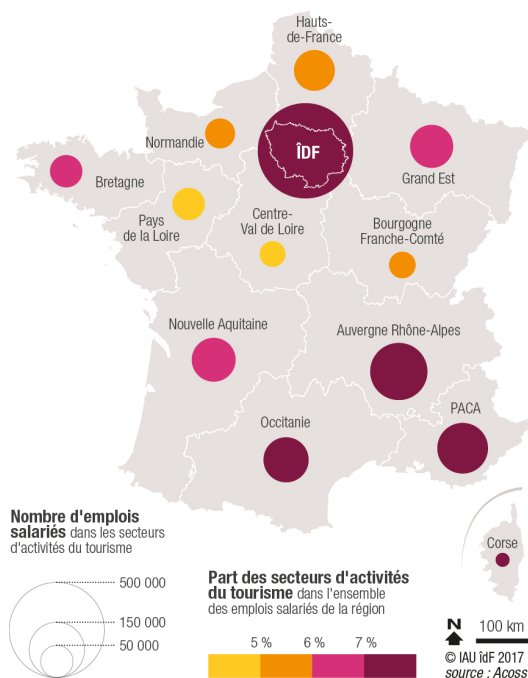 Hauts-
de-France
Normandie
ÎDF
Grand Est
Bretagne
Pays
de la Loire
Centre-
Val de Loire
Bourgogne
Franche-Comté
Nouvelle Aquitaine
Auvergne Rhône-Alpes
Occitanie
PACA
Corse
Nombre d'emplois
salariés dans les secteurs
d'activités du tourisme
500 000
150 000
50 000
Part des secteurs d'activités
du tourisme dans l'ensemble
des emplois salariés de la région
5 % 6 % 7 %
N 100 km
© IAU îdF 2017
source : Acoss